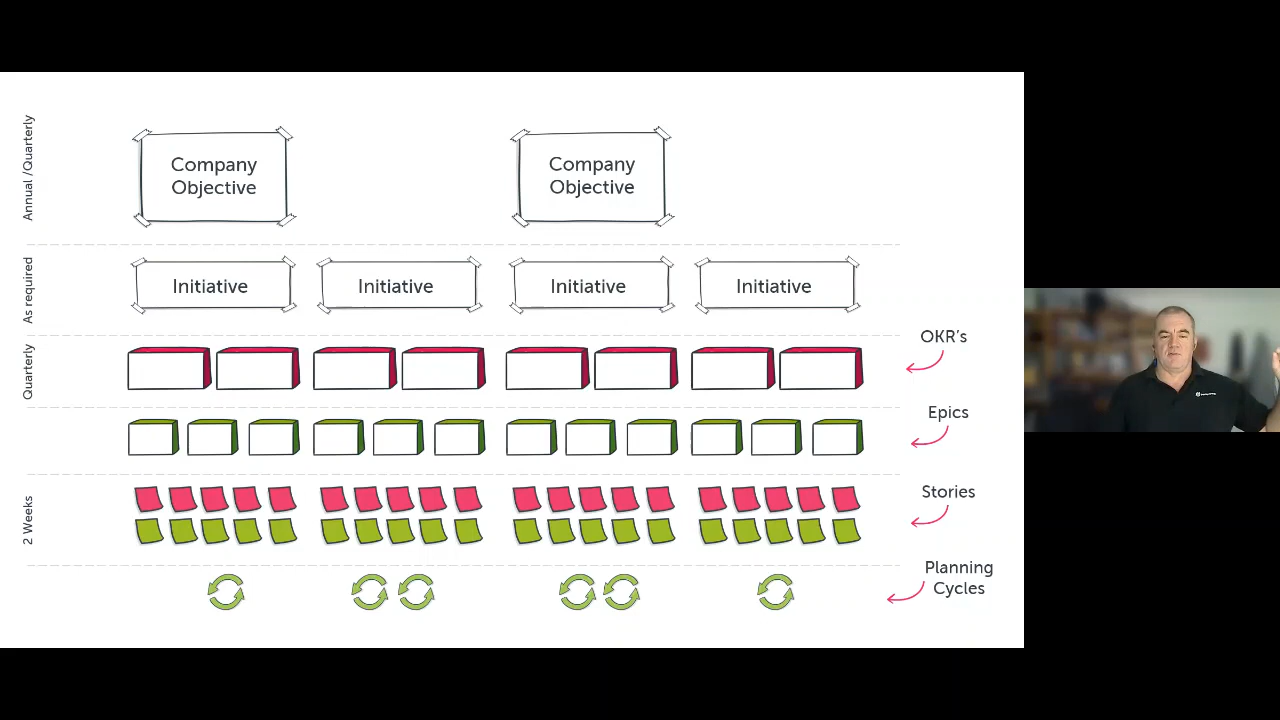 Annual /Quarterly
Company
Objective
Company
Objective
As required
Initiative
Initiative
Initiative
Initiative
Quarterly
OKR's
Epics
2 Weeks
Stories
Planning
Cycles